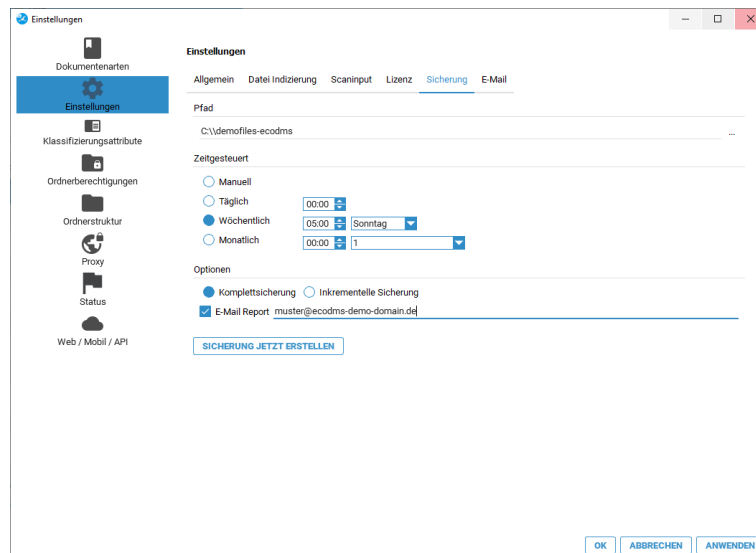 Einstellungen
Dokumentenarten
Einstellungen
Klassifizierungsattribute
Ordnerberechtigungen
Ordnerstruktur
Proxy
Status
Web / Mobil / API
Einstellungen
Allgemein Datei Indizierung Scaninput Lizenz Sicherung E-Mail
Pfad
C:\\demofiles-ecodms ...
Zeitgesteuert
Manuell
Täglich 00:00
Wöchentlich 05:00 Sonntag
Monatlich 00:00 1
Optionen
Komplettsicherung Inkrementelle Sicherung
E-Mail Report muster@ecodms-demo-domain.de
SICHERUNG JETZT ERSTELLEN
OK ABBRECHEN ANWENDEN